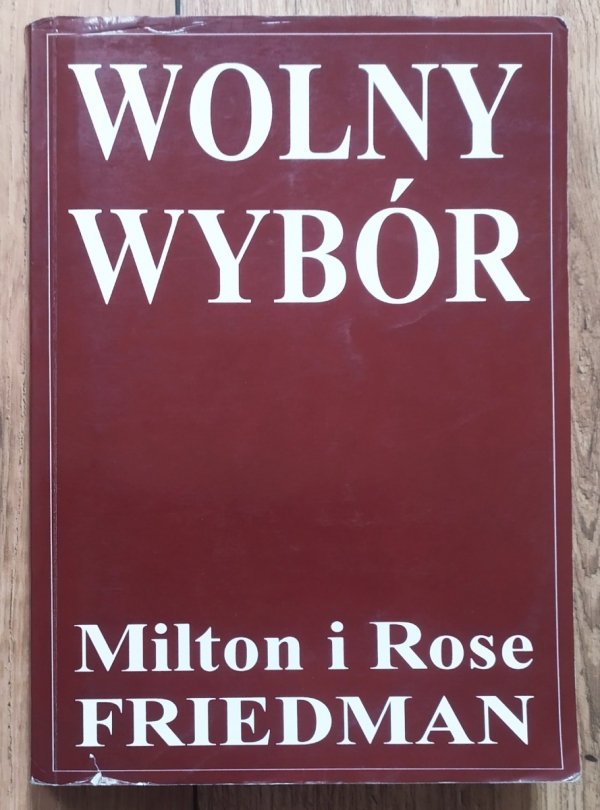 WOLNY
WYBÓR
Milton i Rose
FRIEDMAN